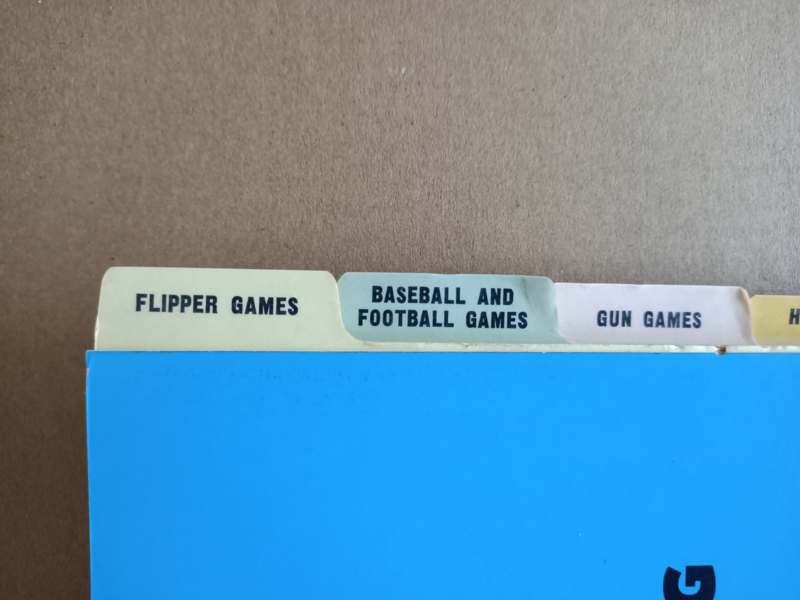 FLIPPER GAMES
BASEBALL AND
FOOTBALL GAMES
GUN GAMES
H
G